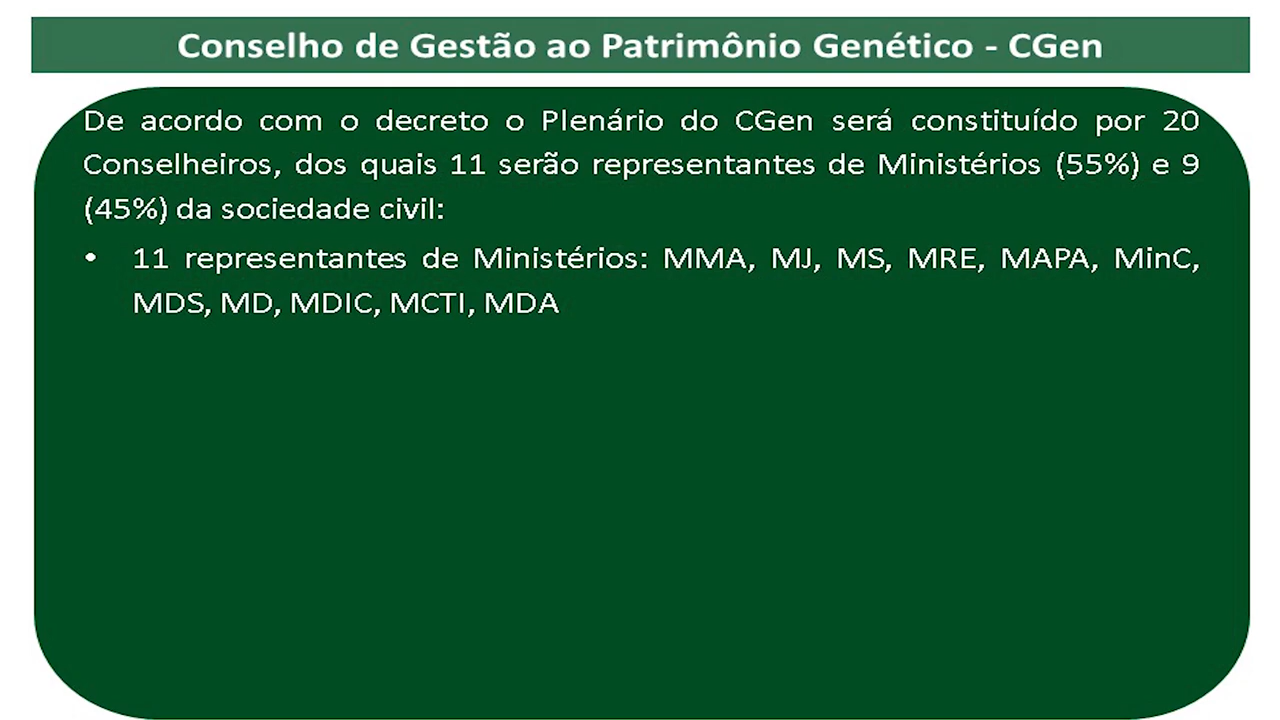 Conselho de Gestão ao Patrimônio Genético - CGen
De acordo com o decreto o Plenário do CGen será constituído por 20
Conselheiros, dos quais 11 serão representantes de Ministérios (55%) e 9
(45%) da sociedade civil:
• 11 representantes de Ministérios: MMA, MJ, MS, MRE, MAPA, MinC,
MDS, MD, MDIC, MCTI, MDA